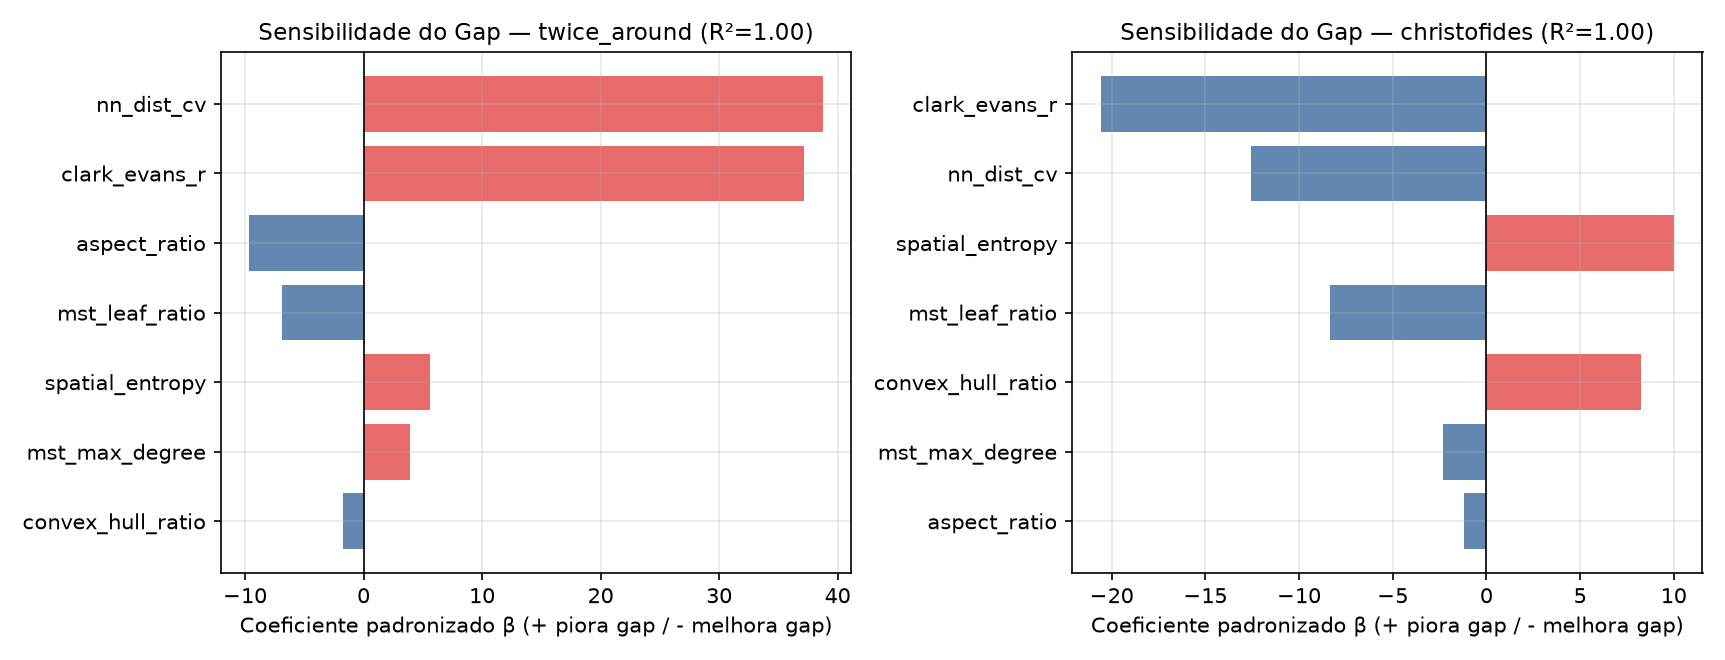 Sensibilidade do Gap — twice_around (R²=1.00)
nn_dist_cv
clark_evans_r
aspect_ratio
mst_leaf_ratio
spatial_entropy
mst_max_degree
convex_hull_ratio
−10 0 10 20 30 40
Coeficiente padronizado β (+ piora gap / - melhora gap)
Sensibilidade do Gap — christofides (R²=1.00)
clark_evans_r
nn_dist_cv
spatial_entropy
mst_leaf_ratio
convex_hull_ratio
mst_max_degree
aspect_ratio
−20 −15 −10 −5 0 5 10
Coeficiente padronizado β (+ piora gap / - melhora gap)